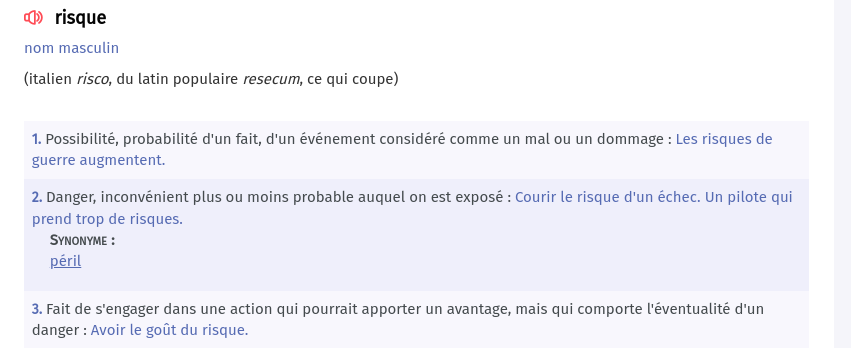 risque
nom masculin
(italien risco, du latin populaire resecum, ce qui coupe)
1. Possibilité, probabilité d'un fait, d'un événement considéré comme un mal ou un dommage : Les risques de
guerre augmentent.
2. Danger, inconvénient plus ou moins probable auquel on est exposé : Courir le risque d'un échec. Un pilote qui
prend trop de risques.
Synonyme :
péril
3. Fait de s'engager dans une action qui pourrait apporter un avantage, mais qui comporte l'éventualité d'un
danger : Avoir le goût du risque.